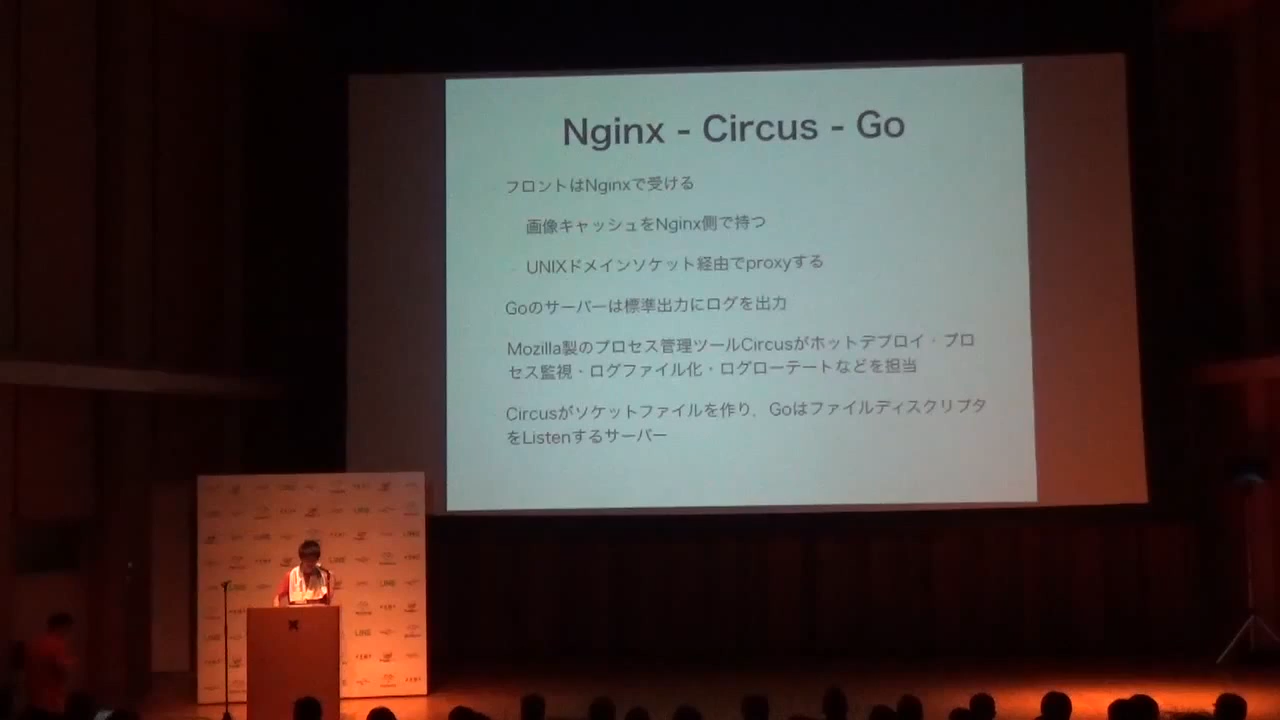 Nginx - Circus - Go
フロントはNginxで受ける
画像キャッシュをNginx側で持つ
UNIXドメインソケット経由でproxyする
Goのサーバーは標準出力にログを出力
Mozilla製のプロセス管理ツールCircusがホットデプロイ・プロ
セス監視・ログファイル化・ログローテートなどを担当
Circusがソケットファイルを作り、Goはファイルディスクリプタ
をListenするサーバー
LINE
LINE
LINE
LINE